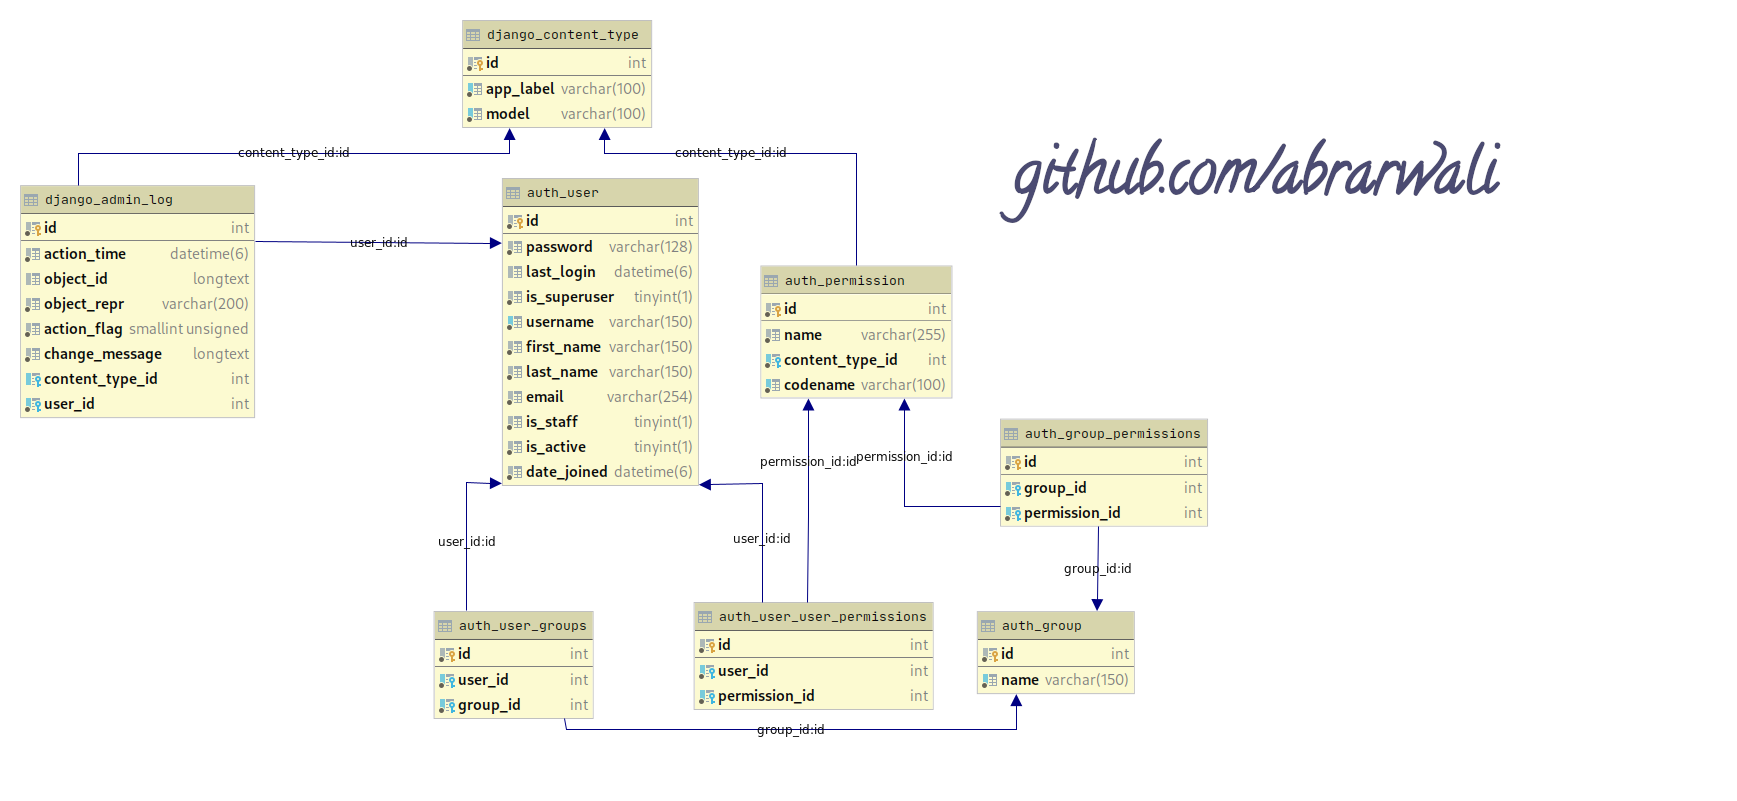 django_content_type
id int
app_label varchar(100)
model varchar(100)
content_type_id:id
content_type_id:id
github.com/abrarwali
django_admin_log
id int
action_time datetime(6)
object_id longtext
object_repr varchar(200)
action_flag smallint unsigned
change_message longtext
content_type_id int
user_id int
user_id:id
auth_user
id int
password varchar(128)
last_login datetime(6)
is_superuser tinyint(1)
username varchar(150)
first_name varchar(150)
last_name varchar(150)
email varchar(254)
is_staff tinyint(1)
is_active tinyint(1)
date_joined datetime(6)
auth_permission
id int
name varchar(255)
content_type_id int
codename varchar(100)
permission_id:id
permission_id:id
auth_group_permissions
id int
group_id int
permission_id int
user_id:id
user_id:id
group_id:id
auth_user_groups
id int
user_id int
group_id int
auth_user_user_permissions
id int
user_id int
permission_id int
auth_group
id int
name varchar(150)
group_id:id